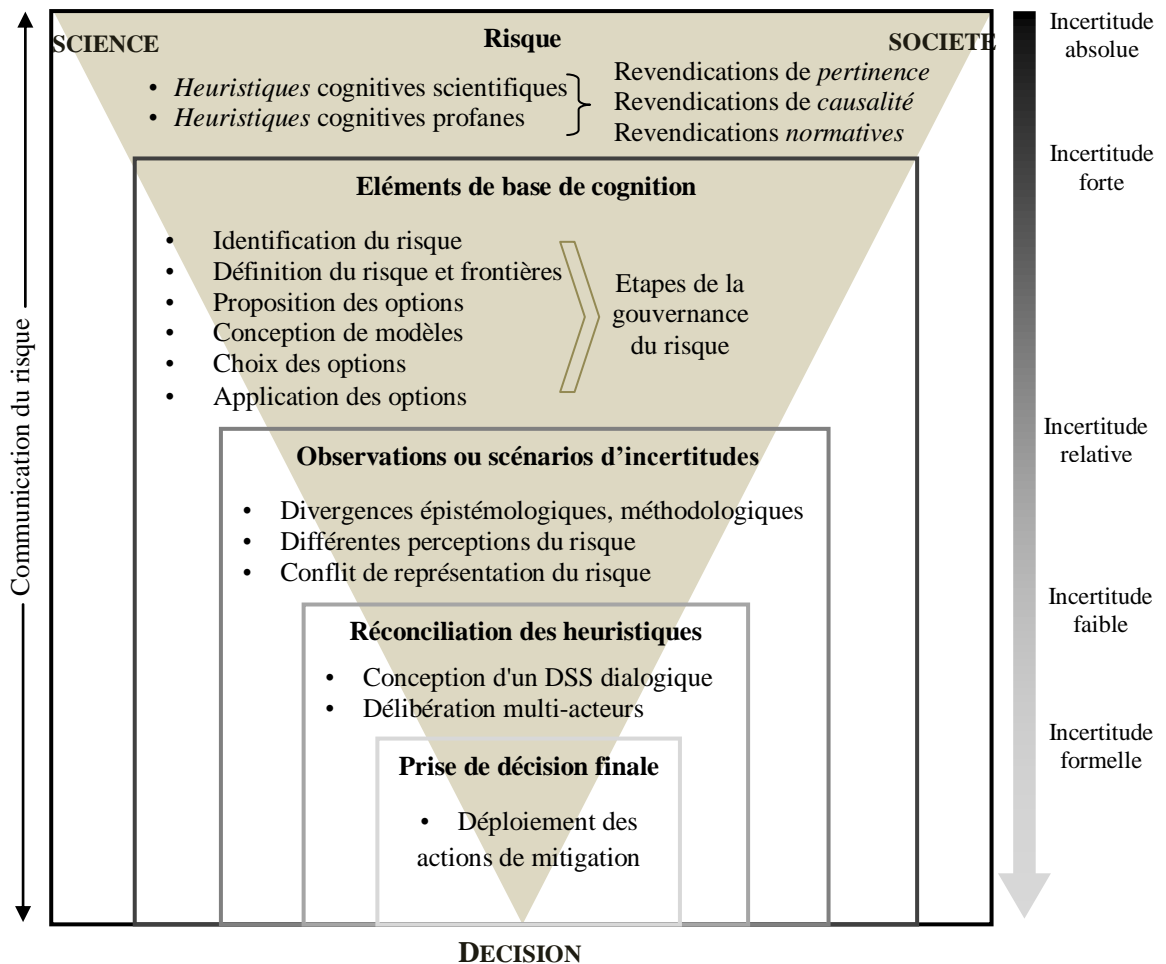 SCIENCE
Risque
SOCIETE
• Heuristiques cognitives scientifiques
• Heuristiques cognitives profanes
Revendications de pertinence
Revendications de causalité
Revendications normatives
Eléments de base de cognition
• Identification du risque
• Définition du risque et frontières
• Proposition des options
• Conception de modèles
• Choix des options
• Application des options
Etapes de la
gouvernance
du risque
Observations ou scénarios d’incertitudes
• Divergences épistémologiques, méthodologiques
• Différentes perceptions du risque
• Conflit de représentation du risque
Réconciliation des heuristiques
• Conception d'un DSS dialogique
• Délibération multi-acteurs
Prise de décision finale
• Déploiement des
actions de mitigation
DECISION
Communication du risque
Incertitude
absolue
Incertitude
forte
Incertitude
relative
Incertitude
faible
Incertitude
formelle